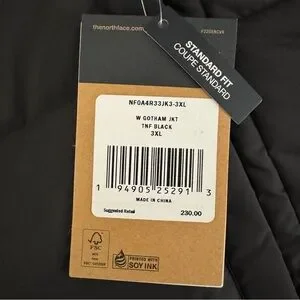 thenorthface.com
STANDARD FIT
COUPE STANDARD
NF0A4R33JK3-3XL
W GOTHAM JKT
TNF BLACK
3XL
1 94905 25291 3
MADE IN CHINA
Suggested Retail 230.00
FSC
PRINTED WITH
SOY INK